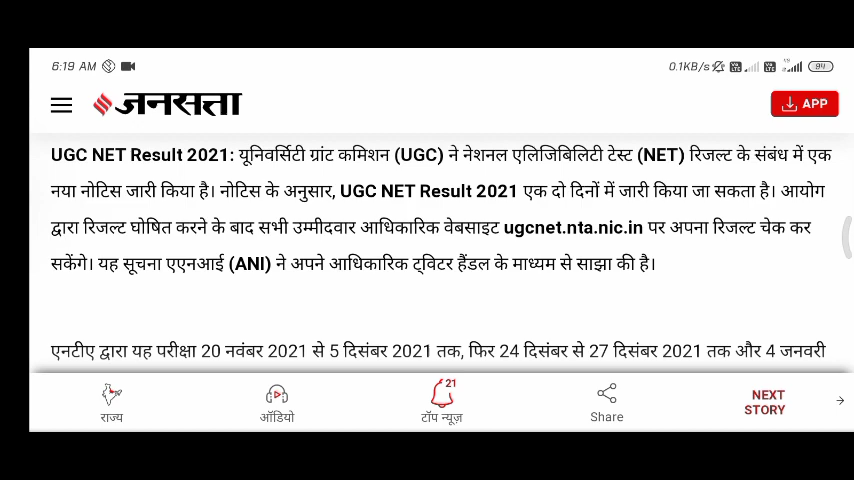 6:19 AM
0.1KB/s
94
जनसत्ता
APP
UGC NET Result 2021: यूनिवर्सिटी ग्रांट कमिशन (UGC) ने नेशनल एलिजिबिलिटी टेस्ट (NET) रिजल्ट के संबंध में एक
नया नोटिस जारी किया है। नोटिस के अनुसार, UGC NET Result 2021 एक दो दिनों में जारी किया जा सकता है। आयोग
द्वारा रिजल्ट घोषित करने के बाद सभी उम्मीदवार आधिकारिक वेबसाइट ugcnet.nta.nic.in पर अपना रिजल्ट चेक कर
सकेंगे। यह सूचना एएनआई (ANI) ने अपने आधिकारिक ट्विटर हैंडल के माध्यम से साझा की है।
एनटीए द्वारा यह परीक्षा 20 नवंबर 2021 से 5 दिसंबर 2021 तक, फिर 24 दिसंबर से 27 दिसंबर 2021 तक और 4 जनवरी
21
राज्य
ऑडियो
टॉप न्यूज़
Share
NEXT
STORY